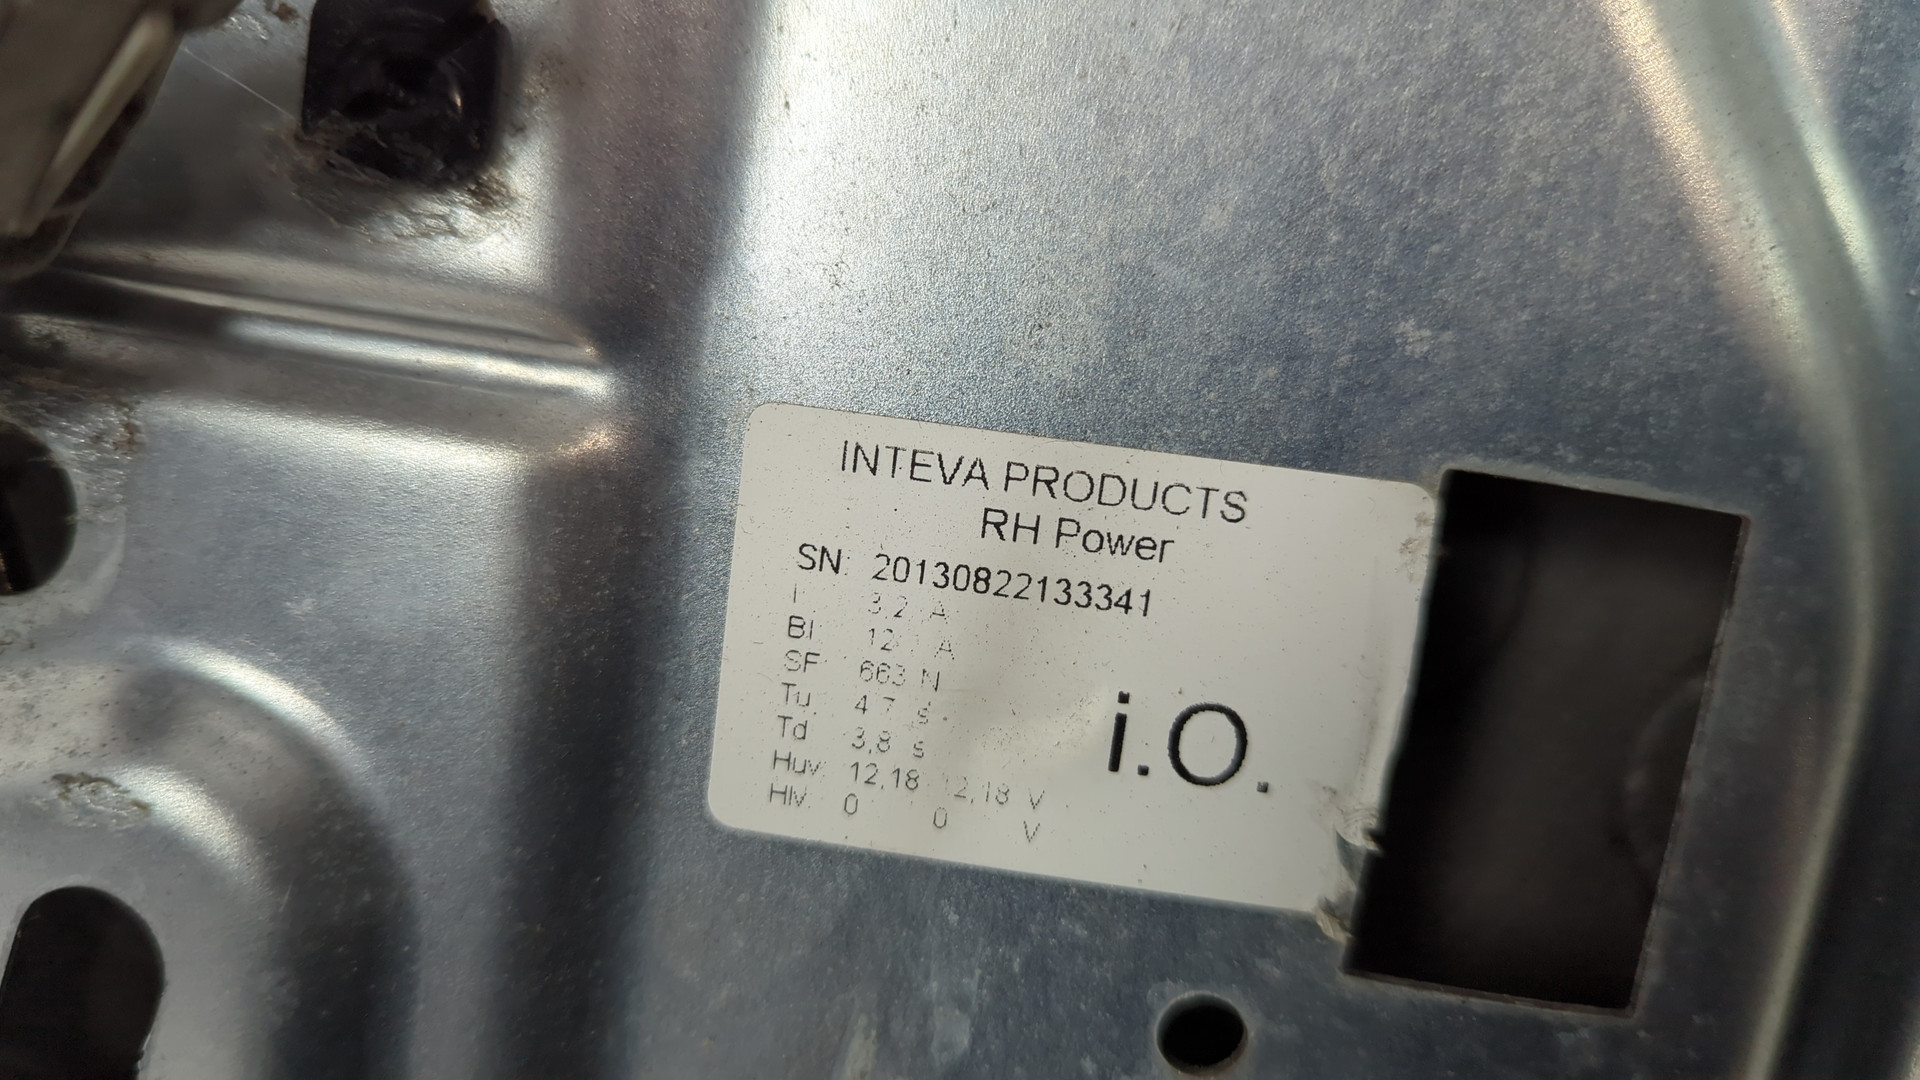 INTEVA PRODUCTS
RH Power
SN: 20130822133341
I 3,2 A
BI 12 A
SF 663 N
Tu 4 7 s
Td 3,8 s
Huv 12,18 12,18 V
Hlv 0 0 V
i.O.